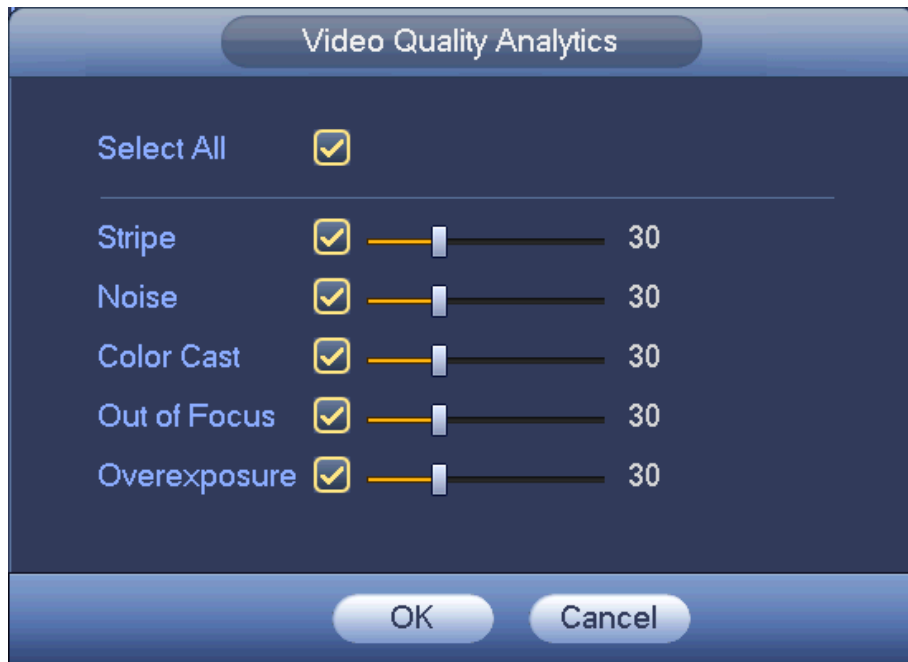 Video Quality Analytics
Select All
Stripe 30
Noise 30
Color Cast 30
Out of Focus 30
Overexposure 30
OK Cancel